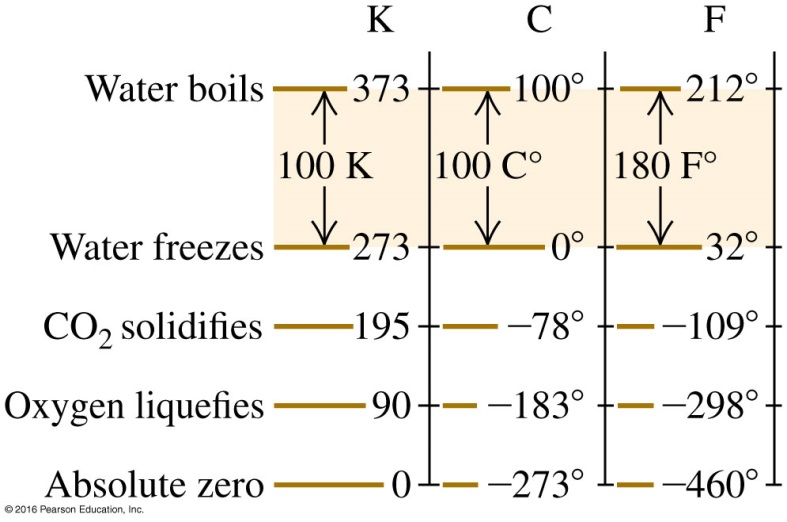 K C F
Water boils 373 100° 212°
100 K 100 C° 180 F°
Water freezes 273 0° 32°
CO₂ solidifies 195 −78° −109°
Oxygen liquefies 90 −183° −298°
Absolute zero 0 −273° −460°
© 2016 Pearson Education, Inc.